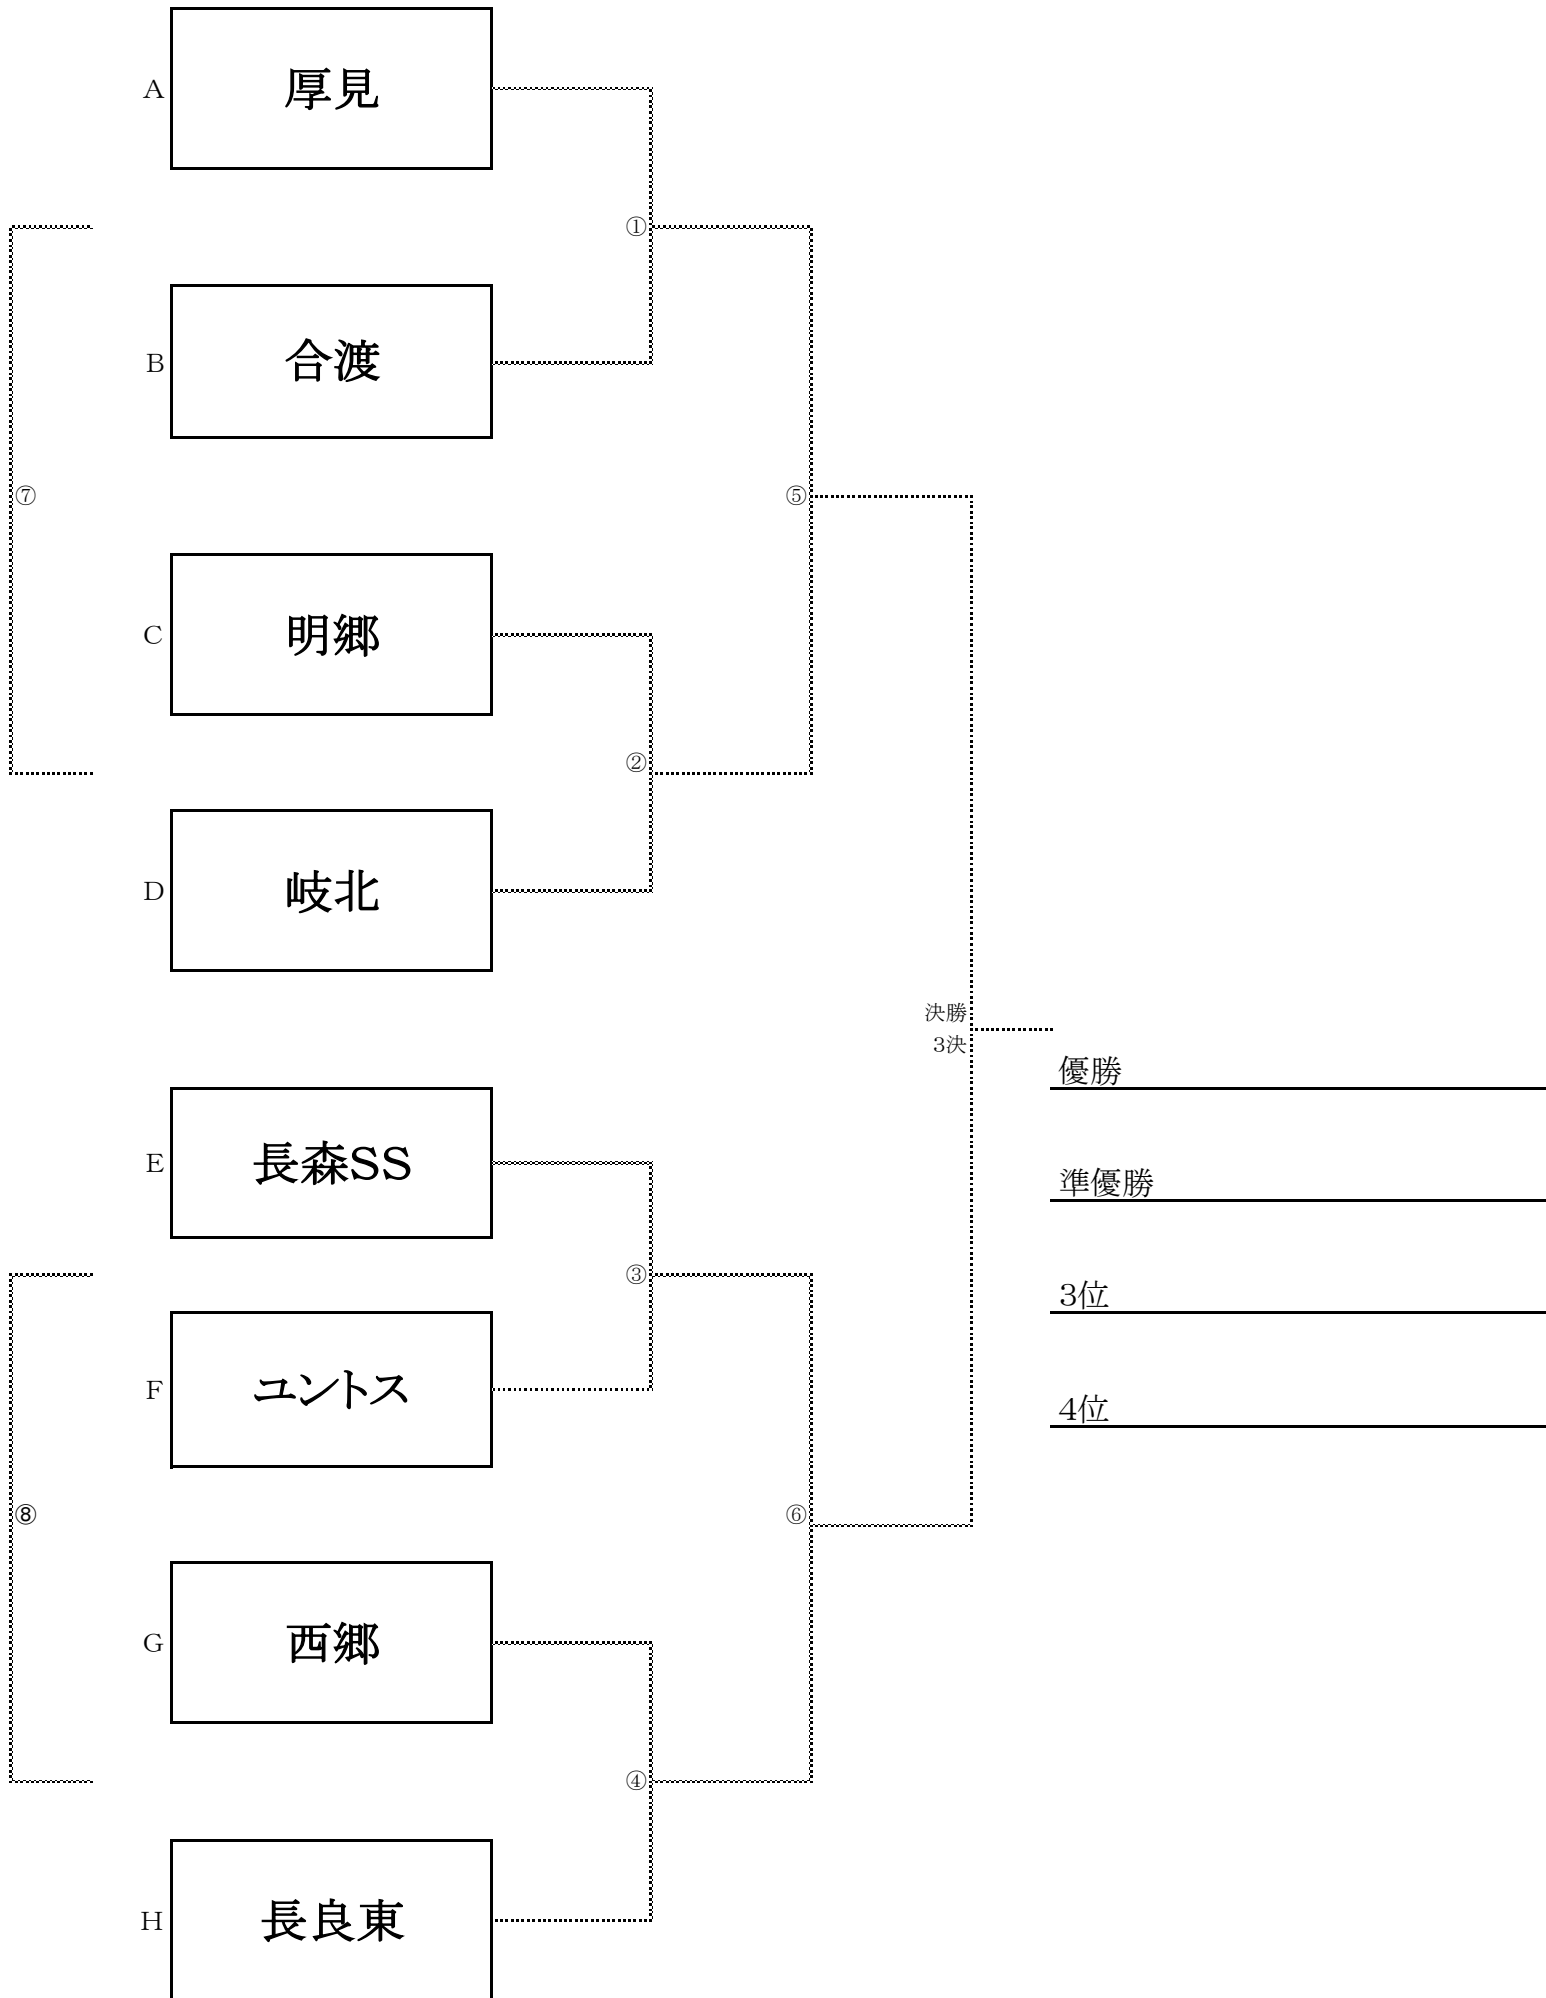 A
厚見
①
B
合渡
⑦
⑤
C
明郷
②
D
岐北
決勝
3決
優勝
E
長森SS
準優勝
③
3位
F
ユントス
4位
⑧
⑥
G
西郷
④
H
長良東